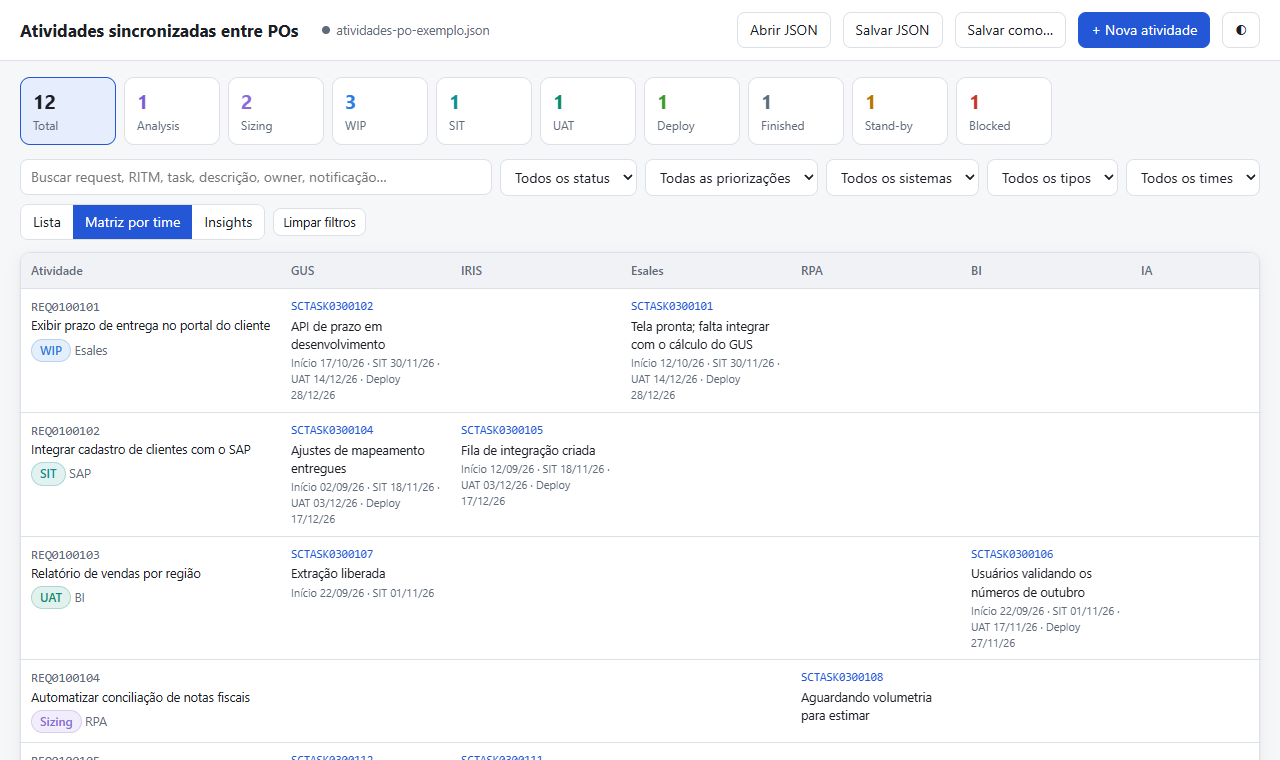 Atividades sincronizadas entre POs
atividades-po-exemplo.json
Abrir JSON
Salvar JSON
Salvar como...
+ Nova atividade
12
Total
1
Analysis
2
Sizing
3
WIP
1
SIT
1
UAT
1
Deploy
1
Finished
1
Stand-by
1
Blocked
Buscar request, RITM, task, descrição, owner, notificação...
Todos os status
Todas as priorizações
Todos os sistemas
Todos os tipos
Todos os times
Lista
Matriz por time
Insights
Limpar filtros
Atividade
GUS
IRIS
Esales
RPA
BI
IA
REQ0100101
Exibir prazo de entrega no portal do cliente
WIP Esales
SCTASK0300102
API de prazo em
desenvolvimento
Início 17/10/26 · SIT 30/11/26 ·
UAT 14/12/26 · Deploy
28/12/26
SCTASK0300101
Tela pronta; falta integrar
com o cálculo do GUS
Início 12/10/26 · SIT 30/11/26 ·
UAT 14/12/26 · Deploy
28/12/26
REQ0100102
Integrar cadastro de clientes com o SAP
SIT SAP
SCTASK0300104
Ajustes de mapeamento
entregues
Início 02/09/26 · SIT 18/11/26 ·
UAT 03/12/26 · Deploy
17/12/26
SCTASK0300105
Fila de integração criada
Início 12/09/26 · SIT 18/11/26 ·
UAT 03/12/26 · Deploy
17/12/26
REQ0100103
Relatório de vendas por região
UAT BI
SCTASK0300107
Extração liberada
Início 22/09/26 · SIT 01/11/26
SCTASK0300106
Usuários validando os
números de outubro
Início 22/09/26 · SIT 01/11/26 ·
UAT 17/11/26 · Deploy
27/11/26
REQ0100104
Automatizar conciliação de notas fiscais
Sizing RPA
SCTASK0300108
Aguardando volumetria
para estimar
REQ0100105
SCTASK0300112
SCTASK0300111